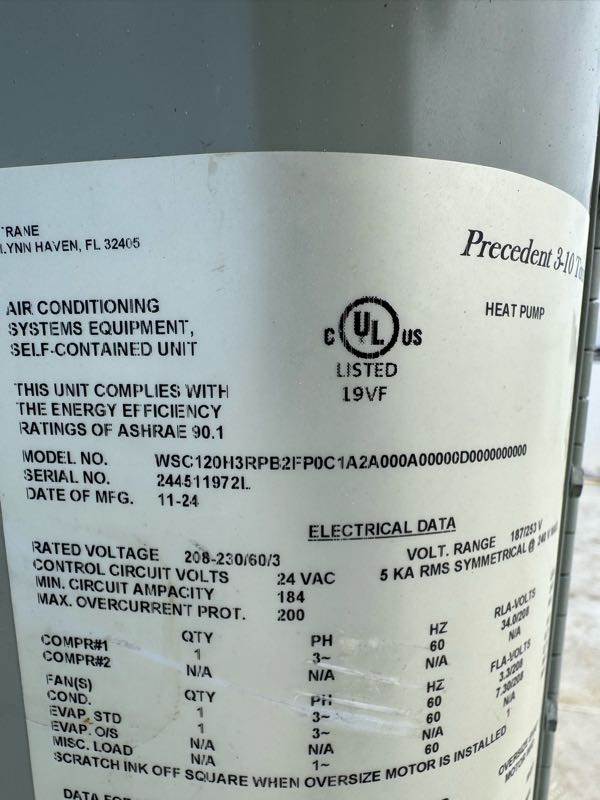 TRANE
LYNN HAVEN, FL 32405
Precedent 3-10
HEAT PUMP
AIR CONDITIONING
SYSTEMS EQUIPMENT,
SELF-CONTAINED UNIT
C UL US
LISTED
19VF
THIS UNIT COMPLIES WITH
THE ENERGY EFFICIENCY
RATINGS OF ASHRAE 90.1
MODEL NO. WSC120H3RPB2FP0C1A2A000A00000D0000000000
SERIAL NO. 244511972L
DATE OF MFG. 11-24
ELECTRICAL DATA
RATED VOLTAGE 208-230/60/3 VOLT. RANGE 187/253 V
CONTROL CIRCUIT VOLTS 24 VAC 5 KA RMS SYMMETRICAL @ 240 V
MIN. CIRCUIT AMPACITY 184
MAX. OVERCURRENT PROT. 200
QTY PH HZ RLA-VOLTS
COMPR#1 1 3~ 60 34.0/208
COMPR#2 N/A N/A N/A N/A
FAN(S) QTY PH HZ FLA-VOLTS
COND. 1 3~ 60 3.3/208
EVAP. STD 1 3~ 60 7.30/208
EVAP. O/S N/A N/A N/A N/A
MISC. LOAD N/A 1~ 60 1
SCRATCH INK OFF SQUARE WHEN OVERSIZE MOTOR IS INSTALLED
OVERSIZE
MOTOR
DATA FOR